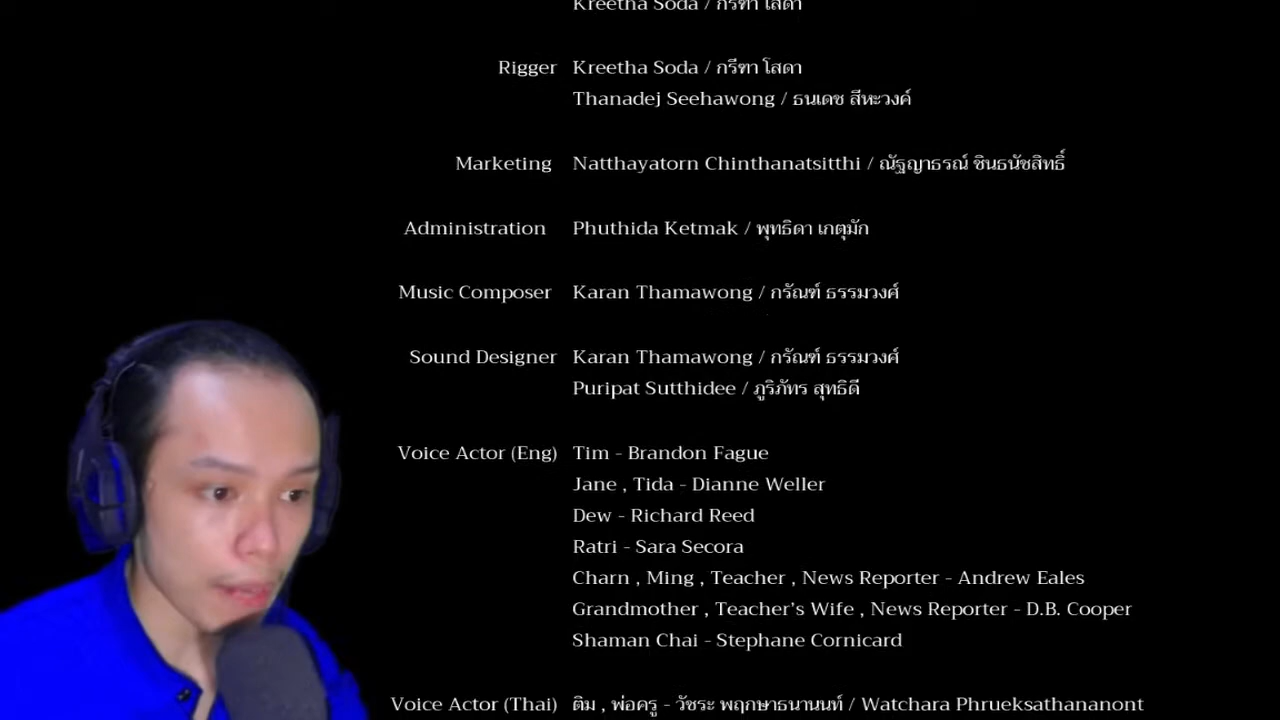 Kreetha Soda / กรีฑา โสดา
Rigger Kreetha Soda / กรีฑา โสดา
Thanadej Seehawong / ธนเดช สีหะวงค์
Marketing Natthayatorn Chinthanatsitthi / ณัฐญาธรณ์ ชินธนัชสิทธิ์
Administration Phuthida Ketmak / พุทธิดา เกตุมัก
Music Composer Karan Thamawong / กรัณฑ์ ธรรมวงศ์
Sound Designer Karan Thamawong / กรัณฑ์ ธรรมวงศ์
Puripat Sutthidee / ภูริภัทร สุทธิดี
Voice Actor (Eng) Tim - Brandon Fague
Jane , Tida - Dianne Weller
Dew - Richard Reed
Ratri - Sara Secora
Charn , Ming , Teacher , News Reporter - Andrew Eales
Grandmother , Teacher's Wife , News Reporter - D.B. Cooper
Shaman Chai - Stephane Cornicard
Voice Actor (Thai) ติม , พ่อครู - วัชระ พฤกษาธนานนท์ / Watchara Phrueksathananont